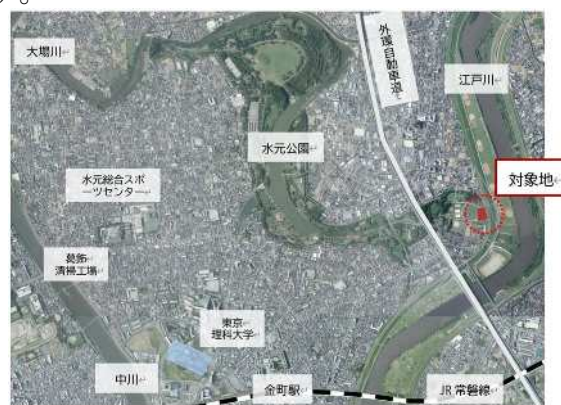 す。
大場川
外環自動車道
江戸川
水元公園
対象地
水元総合スポ
ーツセンター
葛飾
清掃工場
東京
理科大学
中川
金町駅
JR 常磐線